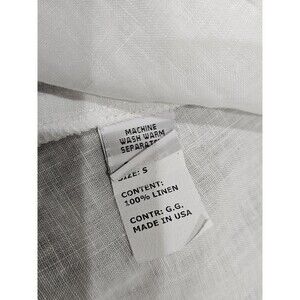 MACHINE
WASH WARM
SEPARATELY
SIZE: S
CONTENT:
100% LINEN
CONTR: G.G.
MADE IN USA